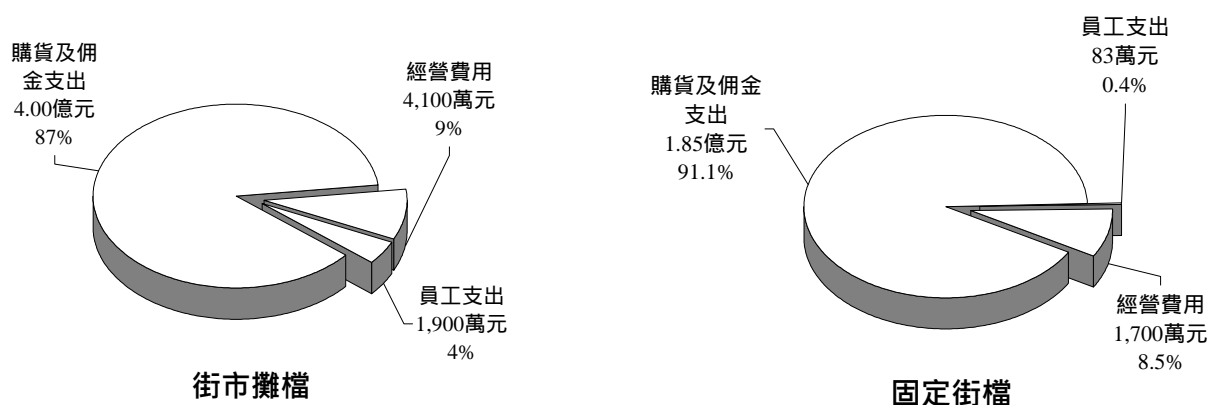 購貨及佣
金支出
4.00億元
87%
經營費用
4,100萬元
9%
員工支出
1,900萬元
4%
街市攤檔
員工支出
83萬元
0.4%
購貨及佣金
支出
1.85億元
91.1%
經營費用
1,700萬元
8.5%
固定街檔